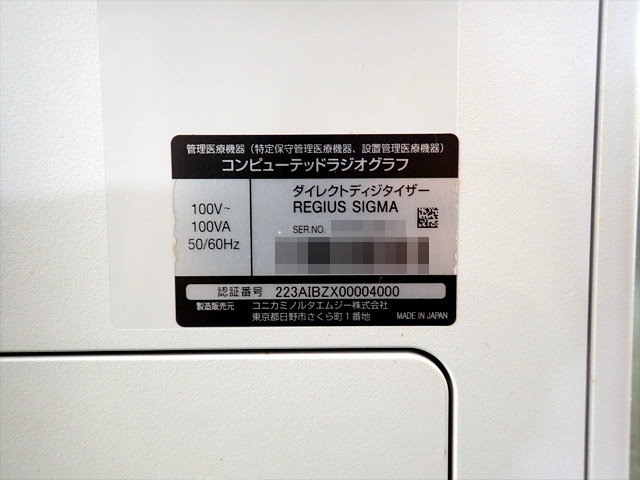 管理医療機器（特定保守管理医療機器、設置管理医療機器）
コンピューテッドラジオグラフ
100V~
100VA
50/60Hz
ダイレクトディジタイザー
REGIUS SIGMA
SER.NO.
認証番号 223AIBZX00004000
製造販売元 コニカミノルタエムジー株式会社
東京都日野市さくら町1番地
MADE IN JAPAN